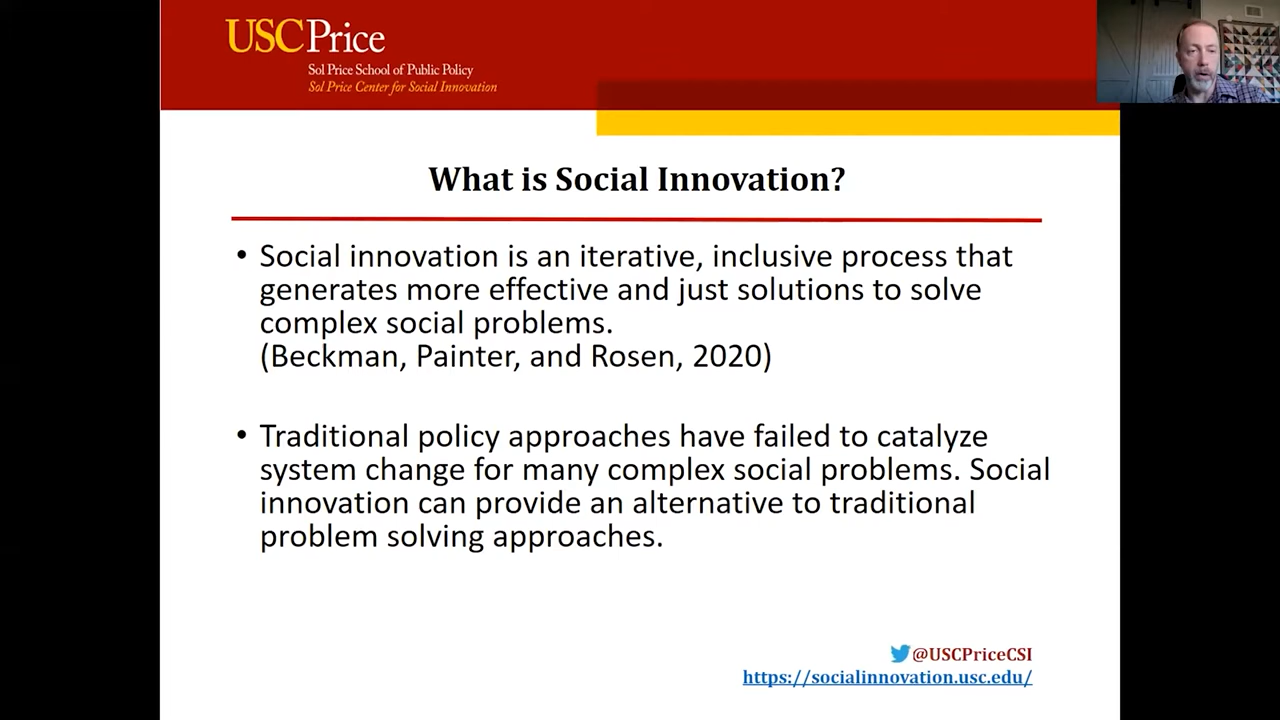 USCPrice
Sol Price School of Public Policy
Sol Price Center for Social Innovation
What is Social Innovation?
• Social innovation is an iterative, inclusive process that
generates more effective and just solutions to solve
complex social problems.
(Beckman, Painter, and Rosen, 2020)
• Traditional policy approaches have failed to catalyze
system change for many complex social problems. Social
innovation can provide an alternative to traditional
problem solving approaches.
@USCPriceCSI
https://socialinnovation.usc.edu/